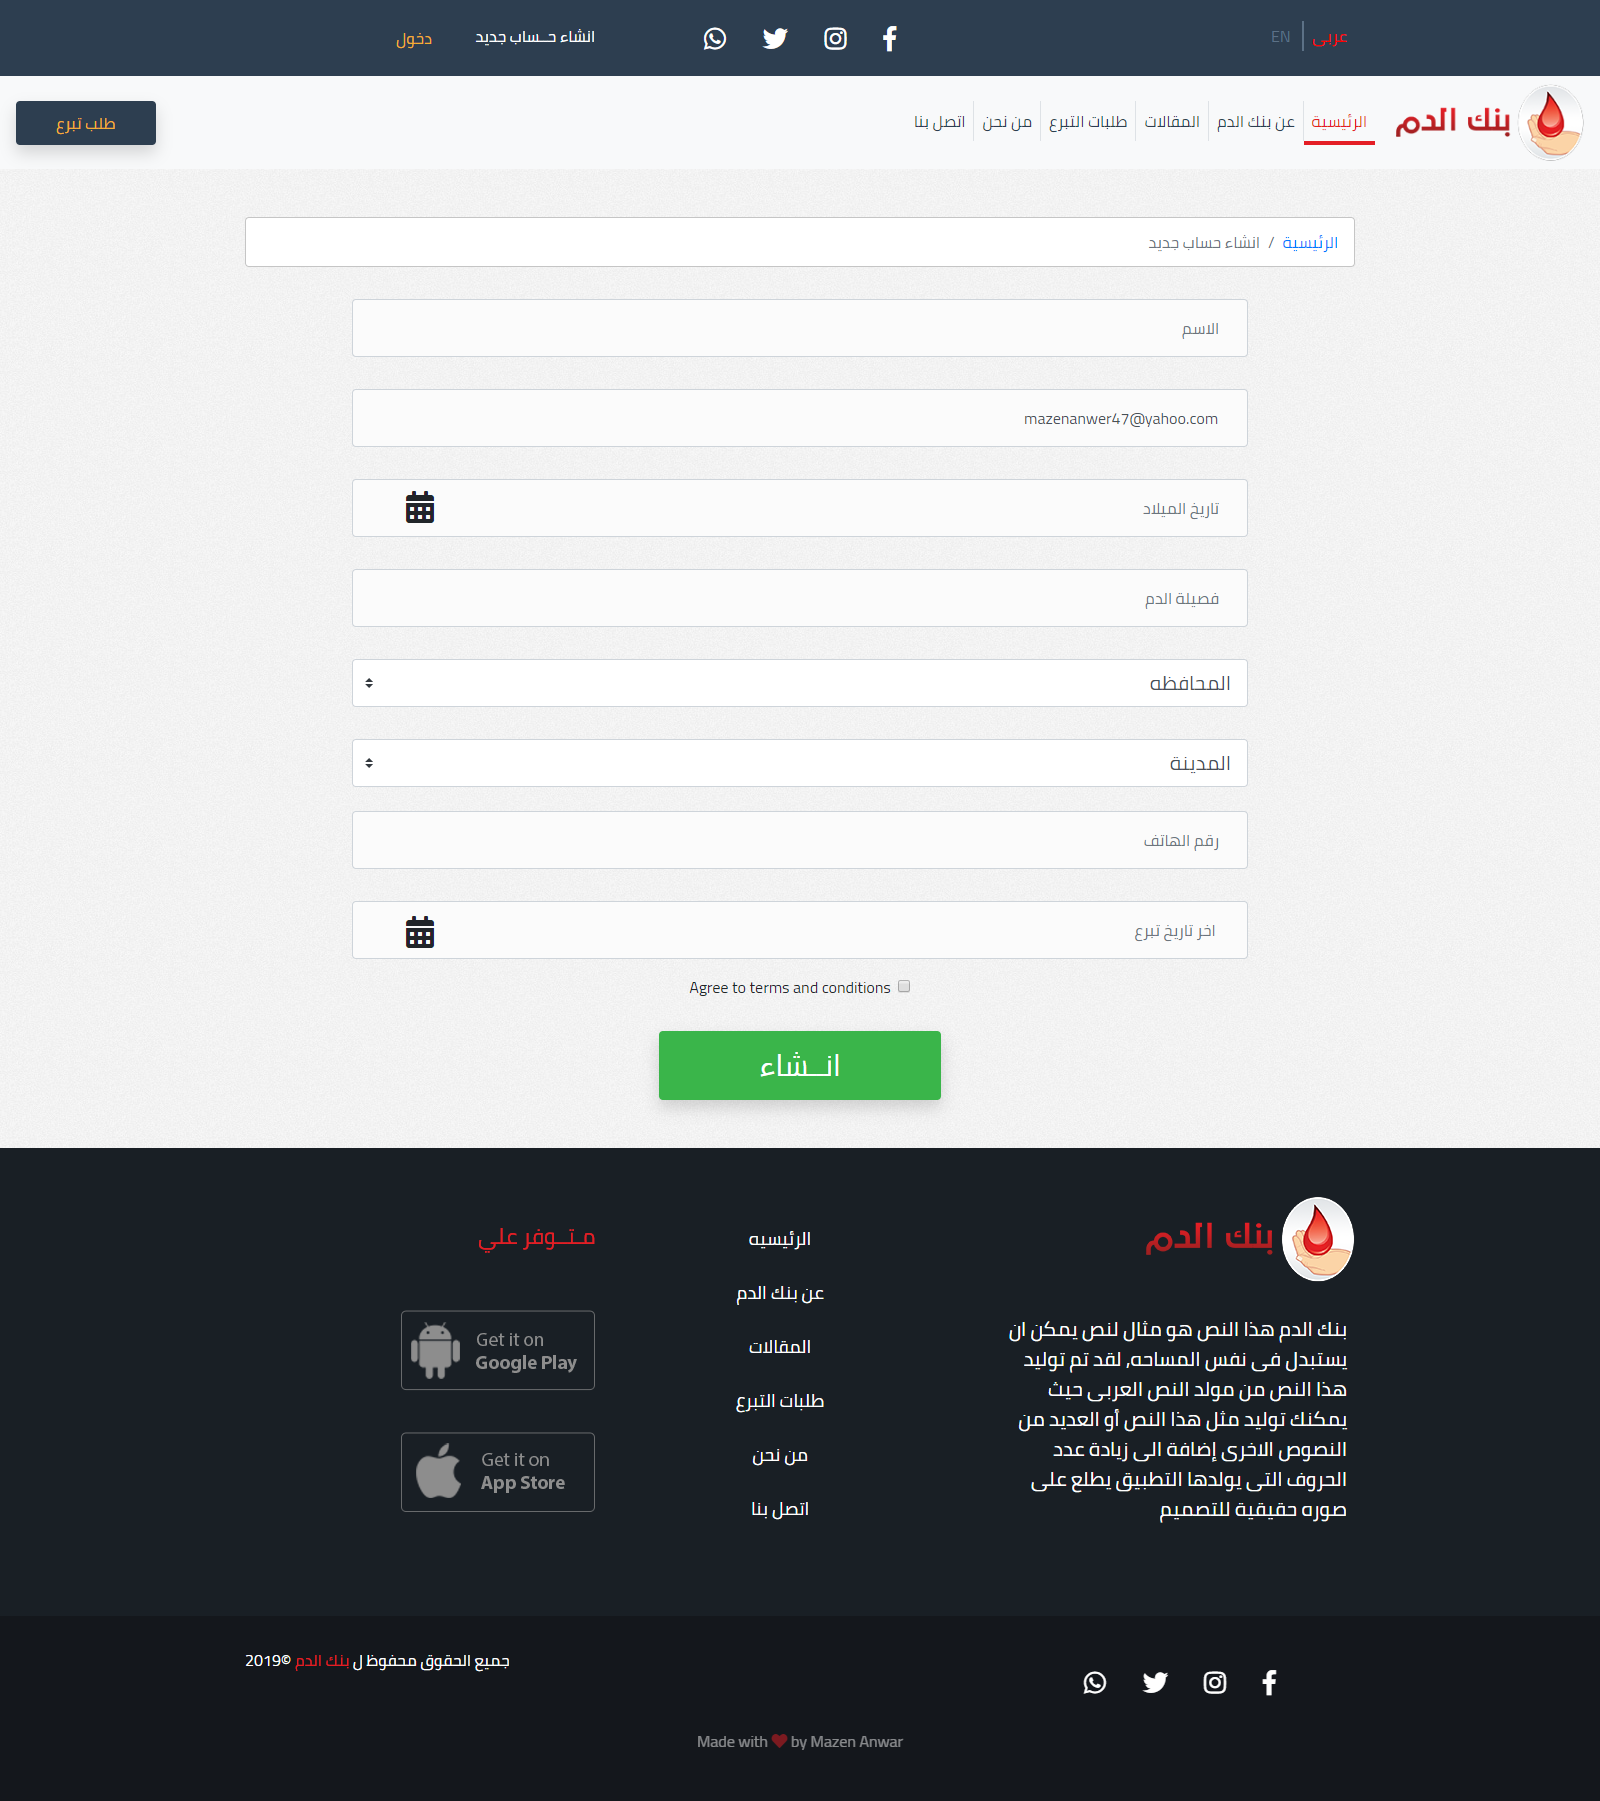 عربى
EN
انشاء حــساب جديد
دخول
بنك الدم
الرئيسية
عن بنك الدم
المقالات
طلبات التبرع
من نحن
اتصل بنا
طلب تبرع
الرئيسية / انشاء حساب جديد
الاسم
mazenanwer47@yahoo.com
تاريخ الميلاد
فصيلة الدم
المحافظه
المدينة
رقم الهاتف
اخر تاريخ تبرع
Agree to terms and conditions
انــشاء
بنك الدم
بنك الدم هذا النص هو مثال لنص يمكن ان
يستبدل فى نفس المساحه, لقد تم توليد
هذا النص من مولد النص العربى حيث
يمكنك توليد مثل هذا النص أو العديد من
النصوص الاخرى إضافة الى زيادة عدد
الحروف التى يولدها التطبيق يطلع على
صوره حقيقية للتصميم
الرئيسيه
عن بنك الدم
المقالات
طلبات التبرع
من نحن
اتصل بنا
مـتــوفر علي
Get it on
Google Play
Get it on
App Store
جميع الحقوق محفوظ ل بنك الدم ©2019
Made with by Mazen Anwar